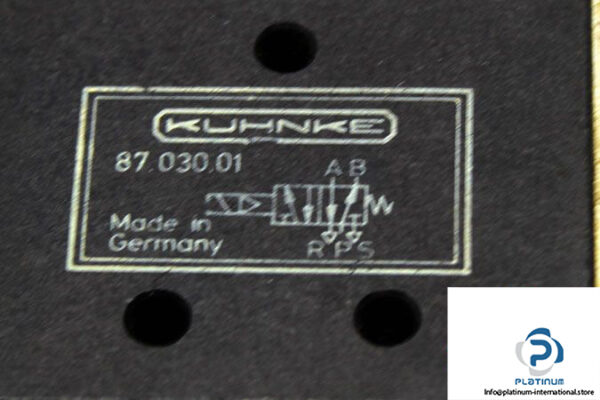 KUHNKE
87.030.01
A B
Made in
Germany
R P S
PLATINUM
Info@platinum-international.store